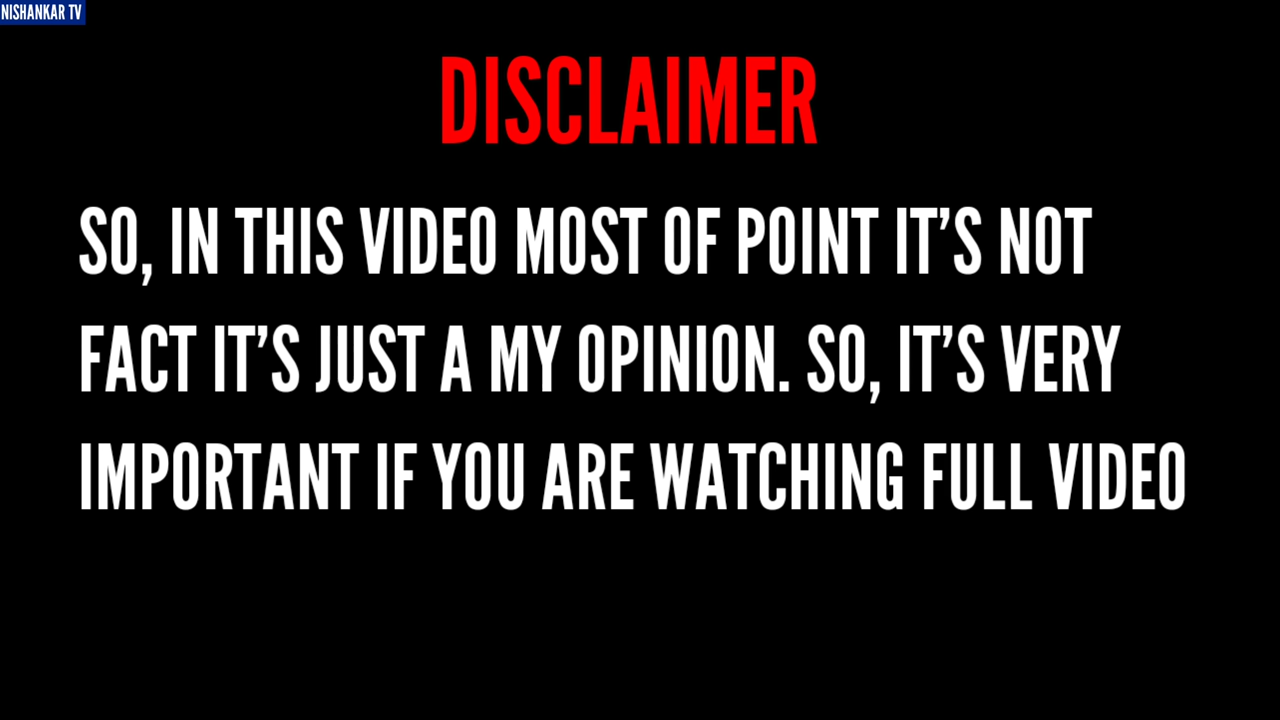 NISHANKAR TV
DISCLAIMER
SO, IN THIS VIDEO MOST OF POINT IT’S NOT
FACT IT’S JUST A MY OPINION. SO, IT’S VERY
IMPORTANT IF YOU ARE WATCHING FULL VIDEO